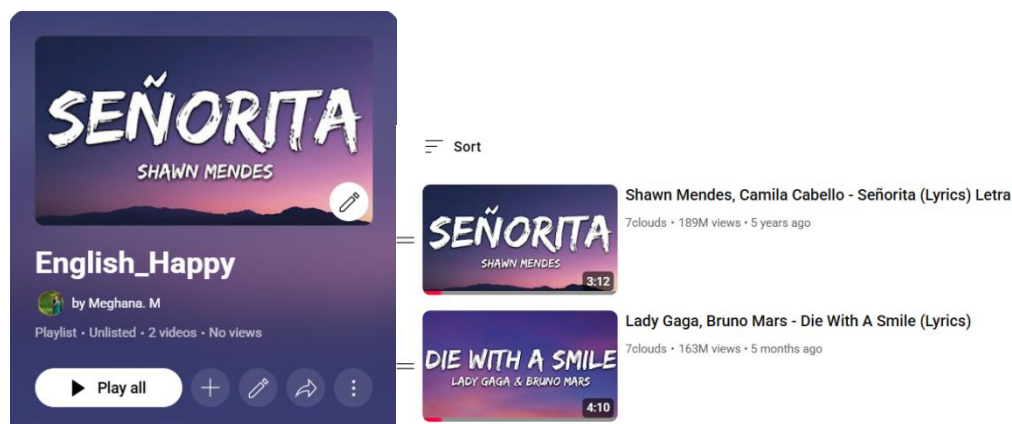 SEÑORITA
SHAWN MENDES
English_Happy
by Meghana. M
Playlist • Unlisted • 2 videos • No views
Play all
Sort
SEÑORITA
SHAWN MENDES
3:12
Shawn Mendes, Camila Cabello - Señorita (Lyrics) Letra
7clouds • 189M views • 5 years ago
DIE WITH A SMILE
LADY GAGA & BRUNO MARS
4:10
Lady Gaga, Bruno Mars - Die With A Smile (Lyrics)
7clouds • 163M views • 5 months ago